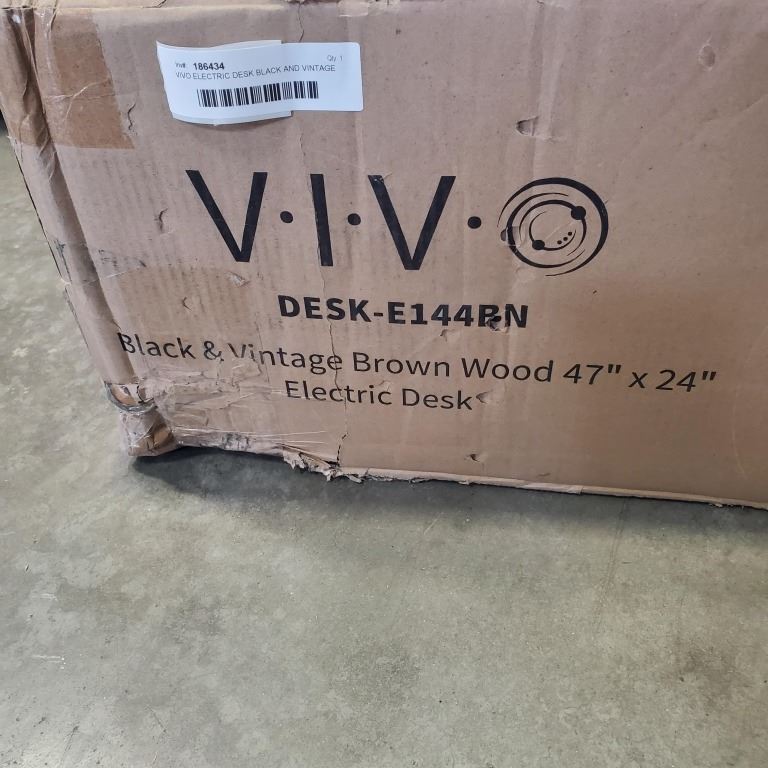 Inv#: 186434 Qty: 1
VIVO ELECTRIC DESK BLACK AND VINTAGE
V·I·V·O
DESK-E144BN
Black & Vintage Brown Wood 47" x 24"
Electric Desk